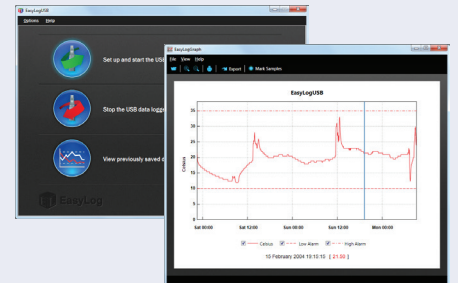 EasyLogUSB
Options Help
Set up and start the USB
Stop the USB data logge
View previously saved d
EasyLog
EasyLogGraph
File View Help
Export Mark Samples
EasyLogUSB
Celsius
35
30
25
20
15
10
5
0
Sat 00:00 Sat 12:00 Sun 00:00 Sun 12:00 Mon 00:00
Celsius Low Alarm High Alarm
15 February 2004 19:15:15 [ 21.50 ]